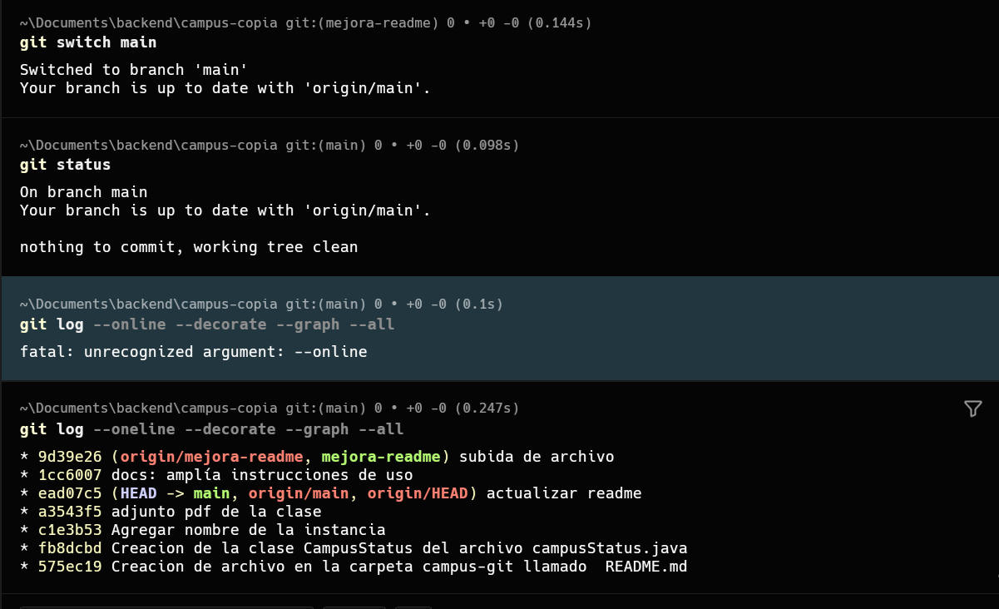 ~\Documents\backend\campus-copia git:(mejora-readme) 0 • +0 -0 (0.144s)
git switch main
Switched to branch 'main'
Your branch is up to date with 'origin/main'.
~\Documents\backend\campus-copia git:(main) 0 • +0 -0 (0.098s)
git status
On branch main
Your branch is up to date with 'origin/main'.
nothing to commit, working tree clean
~\Documents\backend\campus-copia git:(main) 0 • +0 -0 (0.1s)
git log --online --decorate --graph --all
fatal: unrecognized argument: --online
~\Documents\backend\campus-copia git:(main) 0 • +0 -0 (0.247s)
git log --oneline --decorate --graph --all
* 9d39e26 (origin/mejora-readme, mejora-readme) subida de archivo
* 1cc6007 docs: amplía instrucciones de uso
* ead07c5 (HEAD -> main, origin/main, origin/HEAD) actualizar readme
* a3543f5 adjunto pdf de la clase
* c1e3b53 Agregar nombre de la instancia
* fb8dcbd Creacion de la clase CampusStatus del archivo campusStatus.java
* 575ec19 Creacion de archivo en la carpeta campus-git llamado  README.md